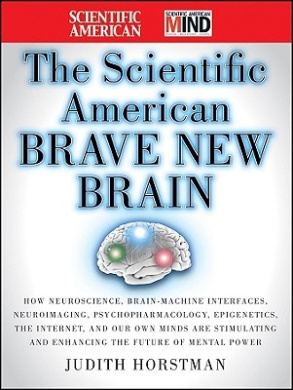 SCIENTIFIC AMERICAN
SCIENTIFIC AMERICAN MIND
The Scientific
American
BRAVE NEW
BRAIN
HOW NEUROSCIENCE, BRAIN-MACHINE INTERFACES,
NEUROIMAGING, PSYCHOPHARMACOLOGY, EPIGENETICS,
THE INTERNET, AND OUR OWN MINDS ARE STIMULATING
AND ENHANCING THE FUTURE OF MENTAL POWER
JUDITH HORSTMAN